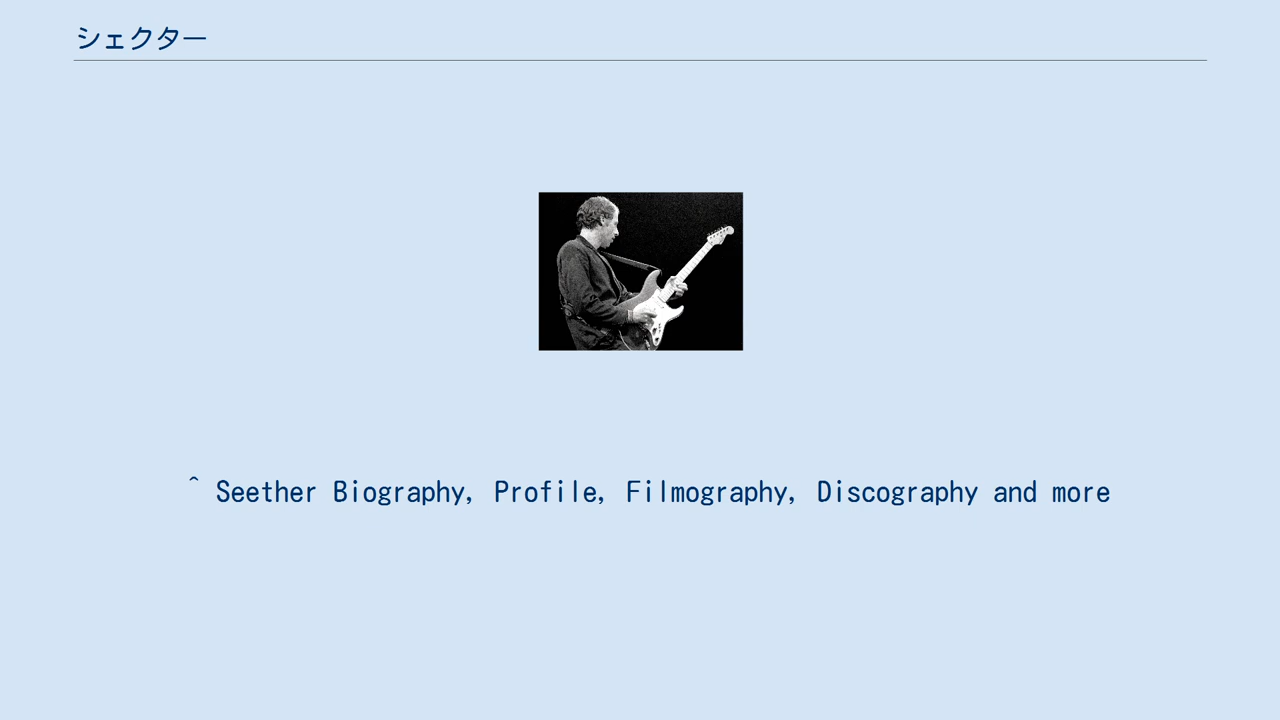 シェクター
^ Seether Biography, Profile, Filmography, Discography and more